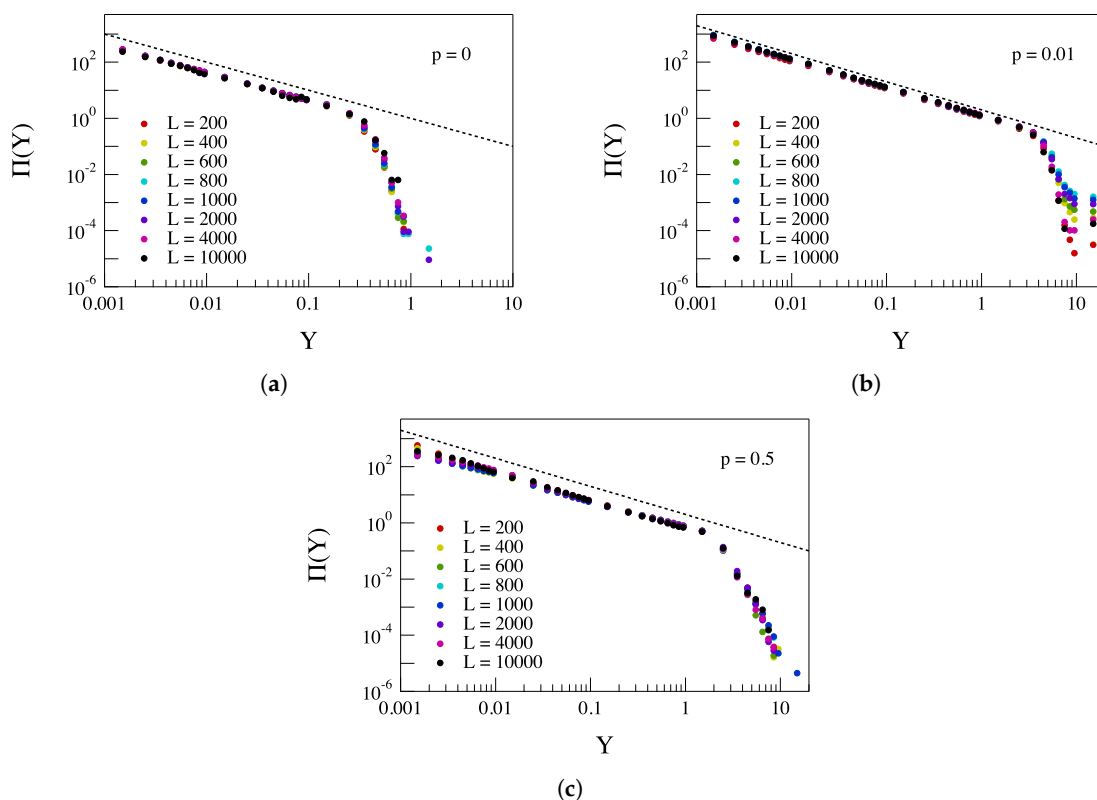 p = 0
Π(Y)
10^2
10^0
10^-2
10^-4
10^-6
L = 200
L = 400
L = 600
L = 800
L = 1000
L = 2000
L = 4000
L = 10000
0.001 0.01 0.1 1 10
Y
(a)
p = 0.01
Π(Y)
10^2
10^0
10^-2
10^-4
10^-6
L = 200
L = 400
L = 600
L = 800
L = 1000
L = 2000
L = 4000
L = 10000
0.001 0.01 0.1 1 10
Y
(b)
p = 0.5
Π(Y)
10^2
10^0
10^-2
10^-4
10^-6
L = 200
L = 400
L = 600
L = 800
L = 1000
L = 2000
L = 4000
L = 10000
0.001 0.01 0.1 1 10
Y
(c)